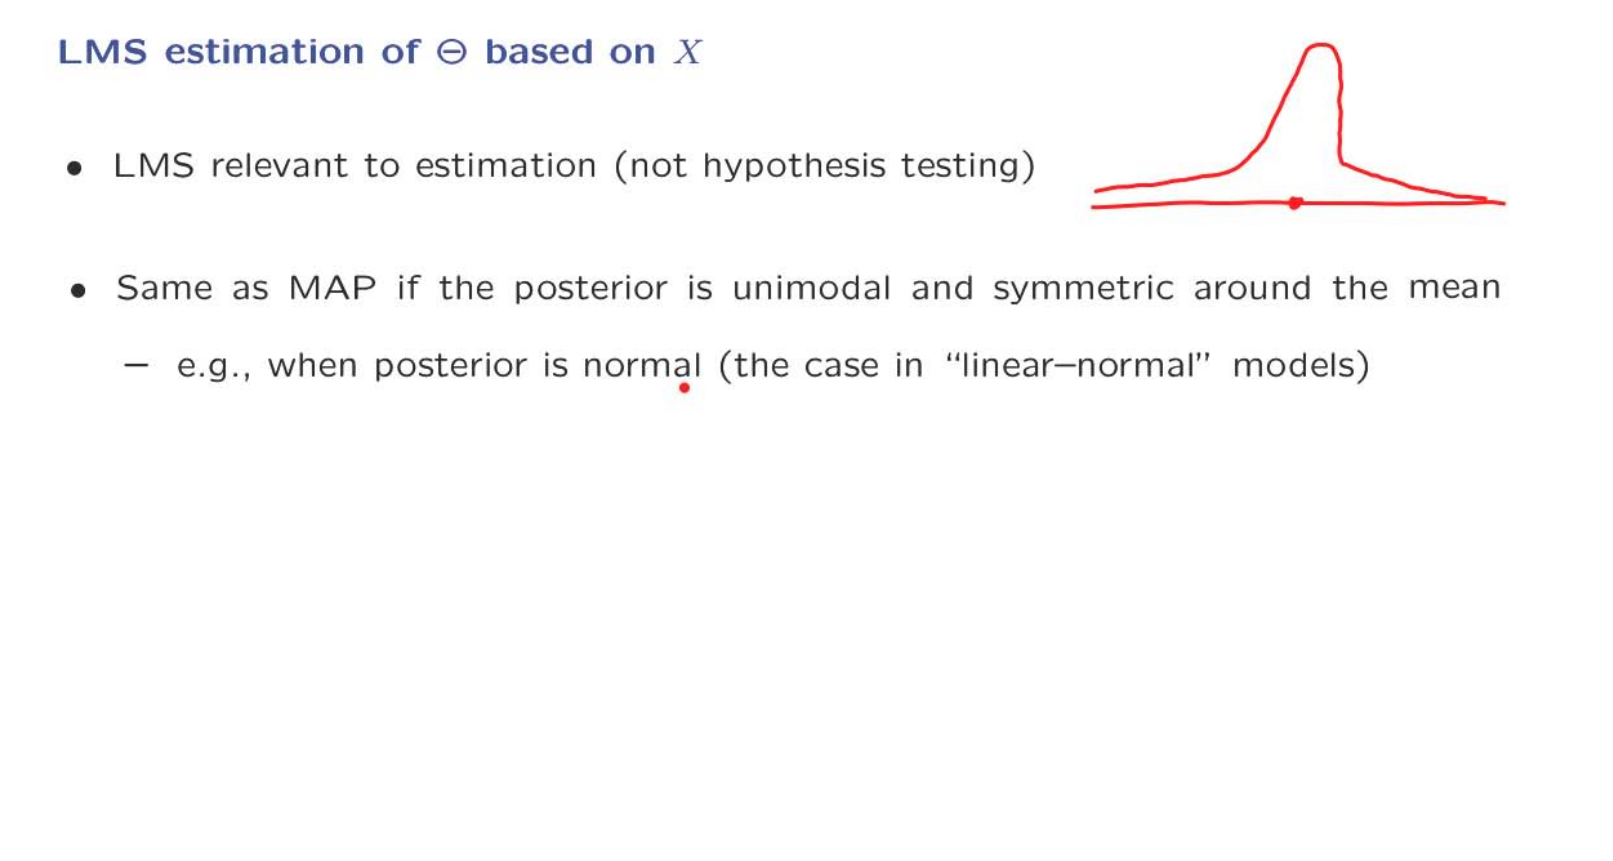 LMS estimation of Θ based on X
• LMS relevant to estimation (not hypothesis testing)
• Same as MAP if the posterior is unimodal and symmetric around the mean
– e.g., when posterior is normal (the case in “linear–normal” models)